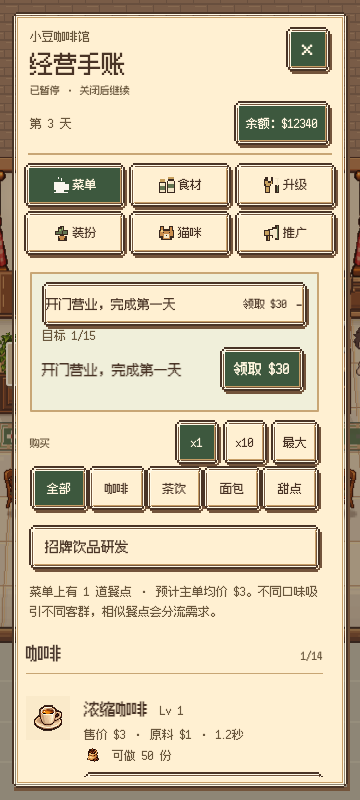 小豆咖啡馆
经营手账
已暂停 · 关闭后继续
×
第 3 天
余额: $12340
菜单
食材
升级
装扮
猫咪
推广
开门营业，完成第一天 领取 $30 -
目标 1/15
开门营业，完成第一天
领取 $30
购买
x1
x10
最大
全部
咖啡
茶饮
面包
甜点
招牌饮品研发
菜单上有 1 道餐点 · 预计主单均价 $3。不同口味吸
引不同客群，相似餐点会分流需求。
咖啡 1/14
浓缩咖啡 Lv 1
售价 $3 · 原料 $1 · 1.2秒
可做 50 份